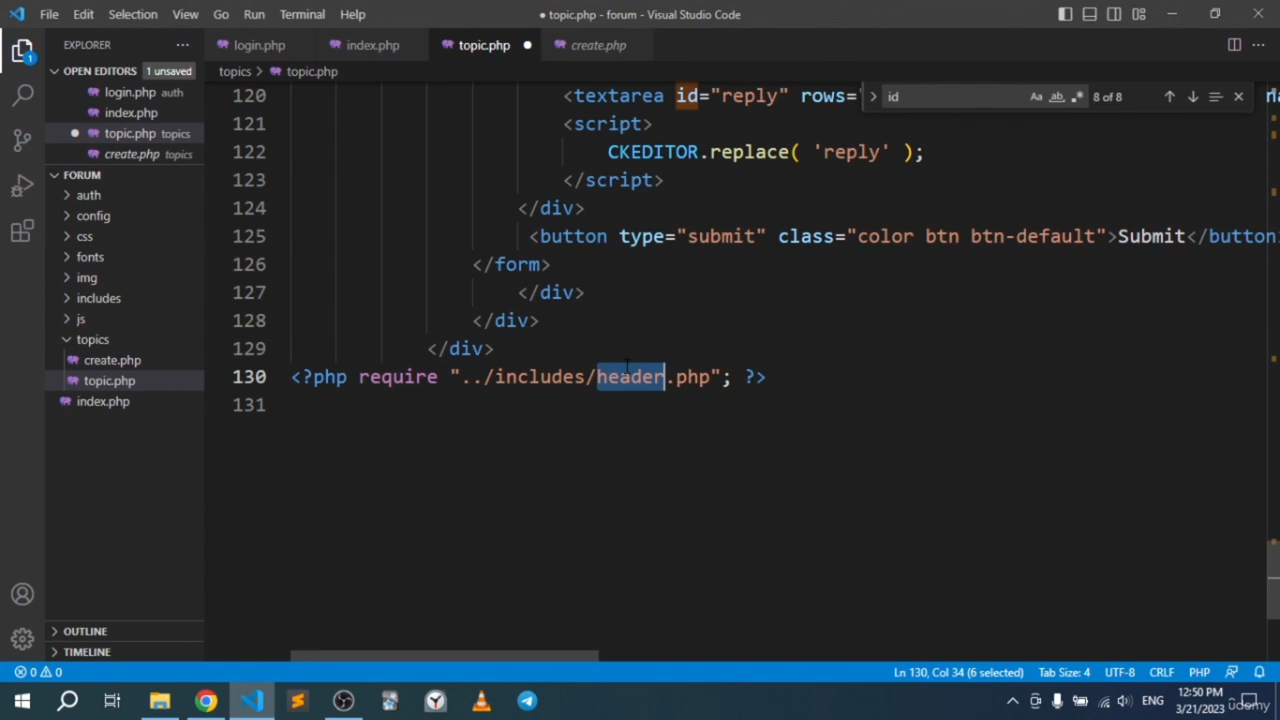 File Edit Selection View Go Run Terminal Help
● topic.php - forum - Visual Studio Code
EXPLORER
OPEN EDITORS 1 unsaved
login.php auth
index.php
topic.php topics
create.php topics
FORUM
auth
config
css
fonts
img
includes
js
topics
create.php
topic.php
index.php
OUTLINE
TIMELINE
1
login.php index.php topic.php create.php
topics > topic.php
id Aa ab 8 of 8
120 <textarea id="reply" rows="
121 <script>
122 CKEDITOR.replace( 'reply' );
123 </script>
124 </div>
125 <button type="submit" class="color btn btn-default">Submit</button
126 </form>
127 </div>
128 </div>
129 </div>
130 <?php require "../includes/header.php"; ?>
131
0 0 Ln 130, Col 34 (6 selected) Tab Size: 4 UTF-8 CRLF PHP
ENG 12:50 PM
3/21/2023
udemy